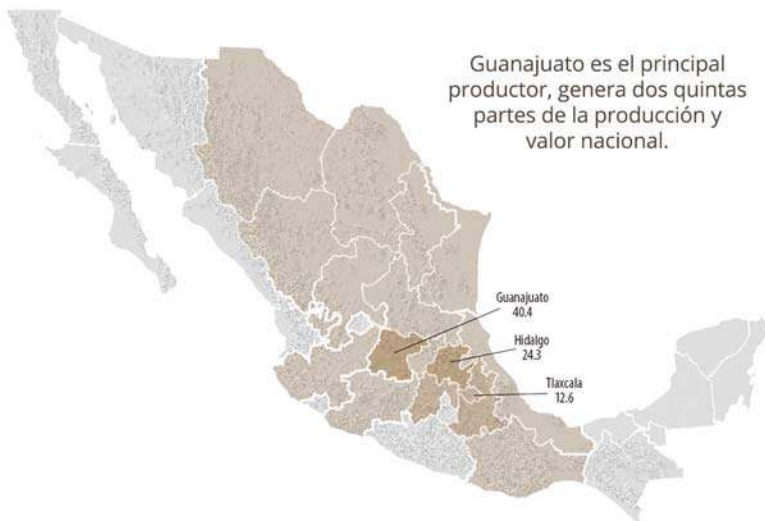 Guanajuato es el principal
productor, genera dos quintas
partes de la producción y
valor nacional.
Guanajuato
40.4
Hidalgo
24.3
Tlaxcala
12.6